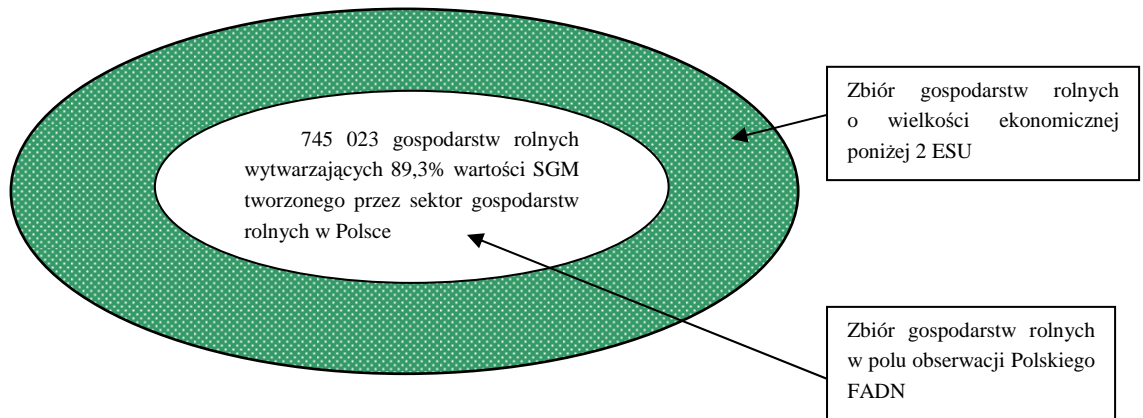 745 023 gospodarstw rolnych
wytwarzających 89,3% wartości SGM
tworzonego przez sektor gospodarstw
rolnych w Polsce
Zbiór gospodarstw rolnych
o wielkości ekonomicznej
poniżej 2 ESU
Zbiór gospodarstw rolnych
w polu obserwacji Polskiego
FADN